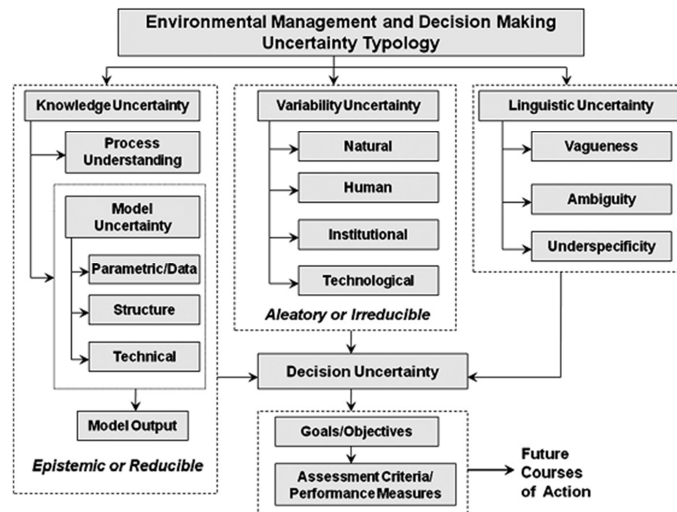 Environmental Management and Decision Making
Uncertainty Typology
Knowledge Uncertainty
Process
Understanding
Model
Uncertainty
Parametric/Data
Structure
Technical
Model Output
Epistemic or Reducible
Variability Uncertainty
Natural
Human
Institutional
Technological
Aleatory or Irreducible
Linguistic Uncertainty
Vagueness
Ambiguity
Underspecificity
Decision Uncertainty
Goals/Objectives
Assessment Criteria/
Performance Measures
Future
Courses
of Action